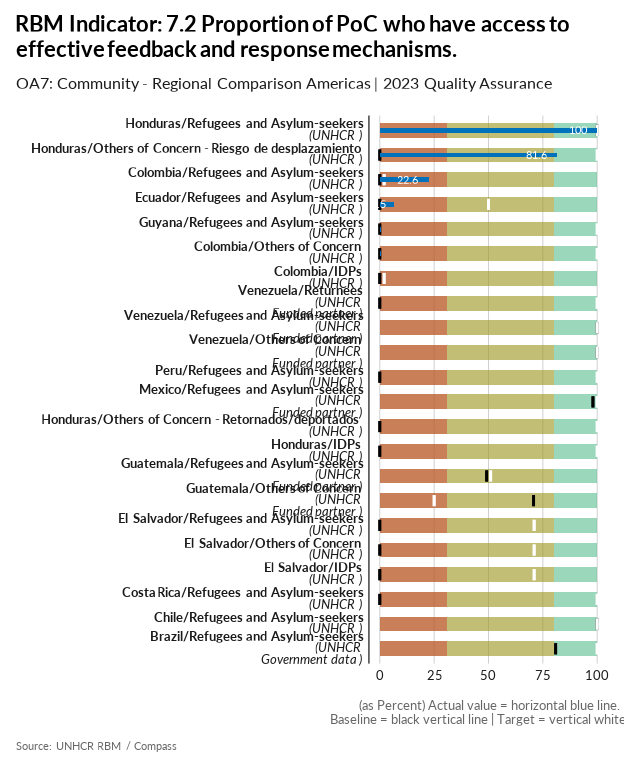 RBM Indicator: 7.2 Proportion of PoC who have access to
effective feedback and response mechanisms.
OA7: Community - Regional Comparison Americas | 2023 Quality Assurance
Honduras/Refugees and Asylum-seekers
(UNHCR )
100
Honduras/Others of Concern - Riesgo de desplazamiento
(UNHCR )
81.6
Colombia/Refugees and Asylum-seekers
(UNHCR )
22.6
Ecuador/Refugees and Asylum-seekers
(UNHCR )
Guyana/Refugees and Asylum-seekers
(UNHCR )
Colombia/Others of Concern
(UNHCR )
Colombia/IDPs
(UNHCR )
Venezuela/Returnees
(UNHCR
Funded partner )
Venezuela/Refugees and Asylum-seekers
(UNHCR
Funded partner )
Venezuela/Others of Concern
(UNHCR
Funded partner )
Peru/Refugees and Asylum-seekers
(UNHCR )
Mexico/Refugees and Asylum-seekers
(UNHCR
Funded partner )
Honduras/Others of Concern - Retornados/deportados
(UNHCR )
Honduras/IDPs
(UNHCR )
Guatemala/Refugees and Asylum-seekers
(UNHCR
Funded partner )
Guatemala/Others of Concern
(UNHCR
Funded partner )
El Salvador/Refugees and Asylum-seekers
(UNHCR )
El Salvador/Others of Concern
(UNHCR )
El Salvador/IDPs
(UNHCR )
Costa Rica/Refugees and Asylum-seekers
(UNHCR )
Chile/Refugees and Asylum-seekers
(UNHCR )
Brazil/Refugees and Asylum-seekers
(UNHCR
Government data )
0 25 50 75 100
(as Percent) Actual value = horizontal blue line.
Baseline = black vertical line | Target = vertical white
Source: UNHCR RBM / Compass